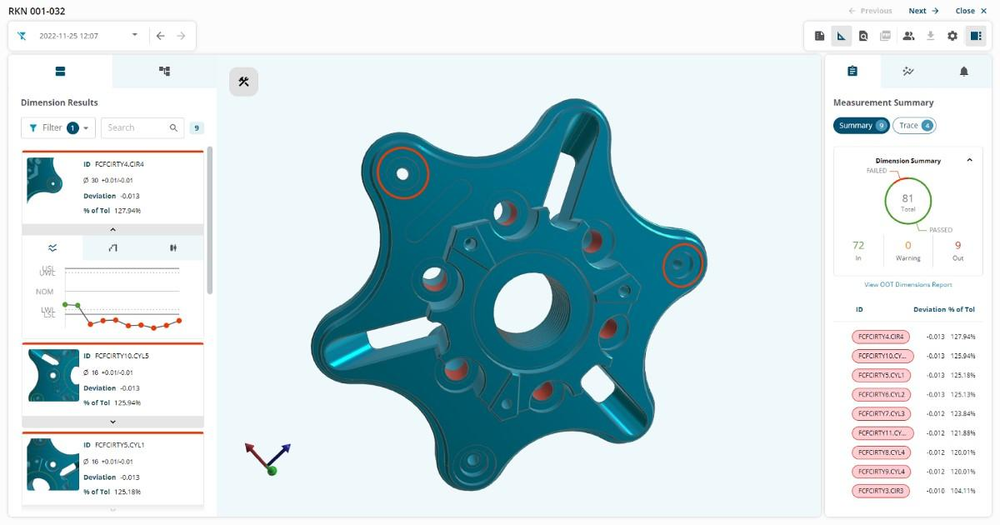 RKN 001-032
Previous
Next
Close
2022-11-25 12:07
Dimension Results
Filter 1
Search
9
ID FCFCIRTY4.CIR4
Ø 30 +0.01/-0.01
Deviation -0.013
% of Tol 127.94%
USL
UWL
NOM
LWL
LSL
ID FCFCIRTY10.CYL5
Ø 16 +0.01/-0.01
Deviation -0.013
% of Tol 125.94%
ID FCFCIRTY5.CYL1
Ø 16 +0.01/-0.01
Deviation -0.013
% of Tol 125.18%
Measurement Summary
Summary 9
Trace 4
Dimension Summary
FAILED
81
Total
PASSED
72
In
0
Warning
9
Out
View OOT Dimensions Report
ID Deviation % of Tol
FCFCIRTY4.CIR4 -0.013 127.94%
FCFCIRTY10.CY... -0.013 125.94%
FCFCIRTY5.CYL1 -0.013 125.18%
FCFCIRTY6.CYL2 -0.013 125.13%
FCFCIRTY7.CYL3 -0.012 123.84%
FCFCIRTY11.CY... -0.012 121.88%
FCFCIRTY8.CYL4 -0.012 120.01%
FCFCIRTY9.CYL4 -0.012 120.01%
FCFCIRTY3.CIR3 -0.010 104.11%